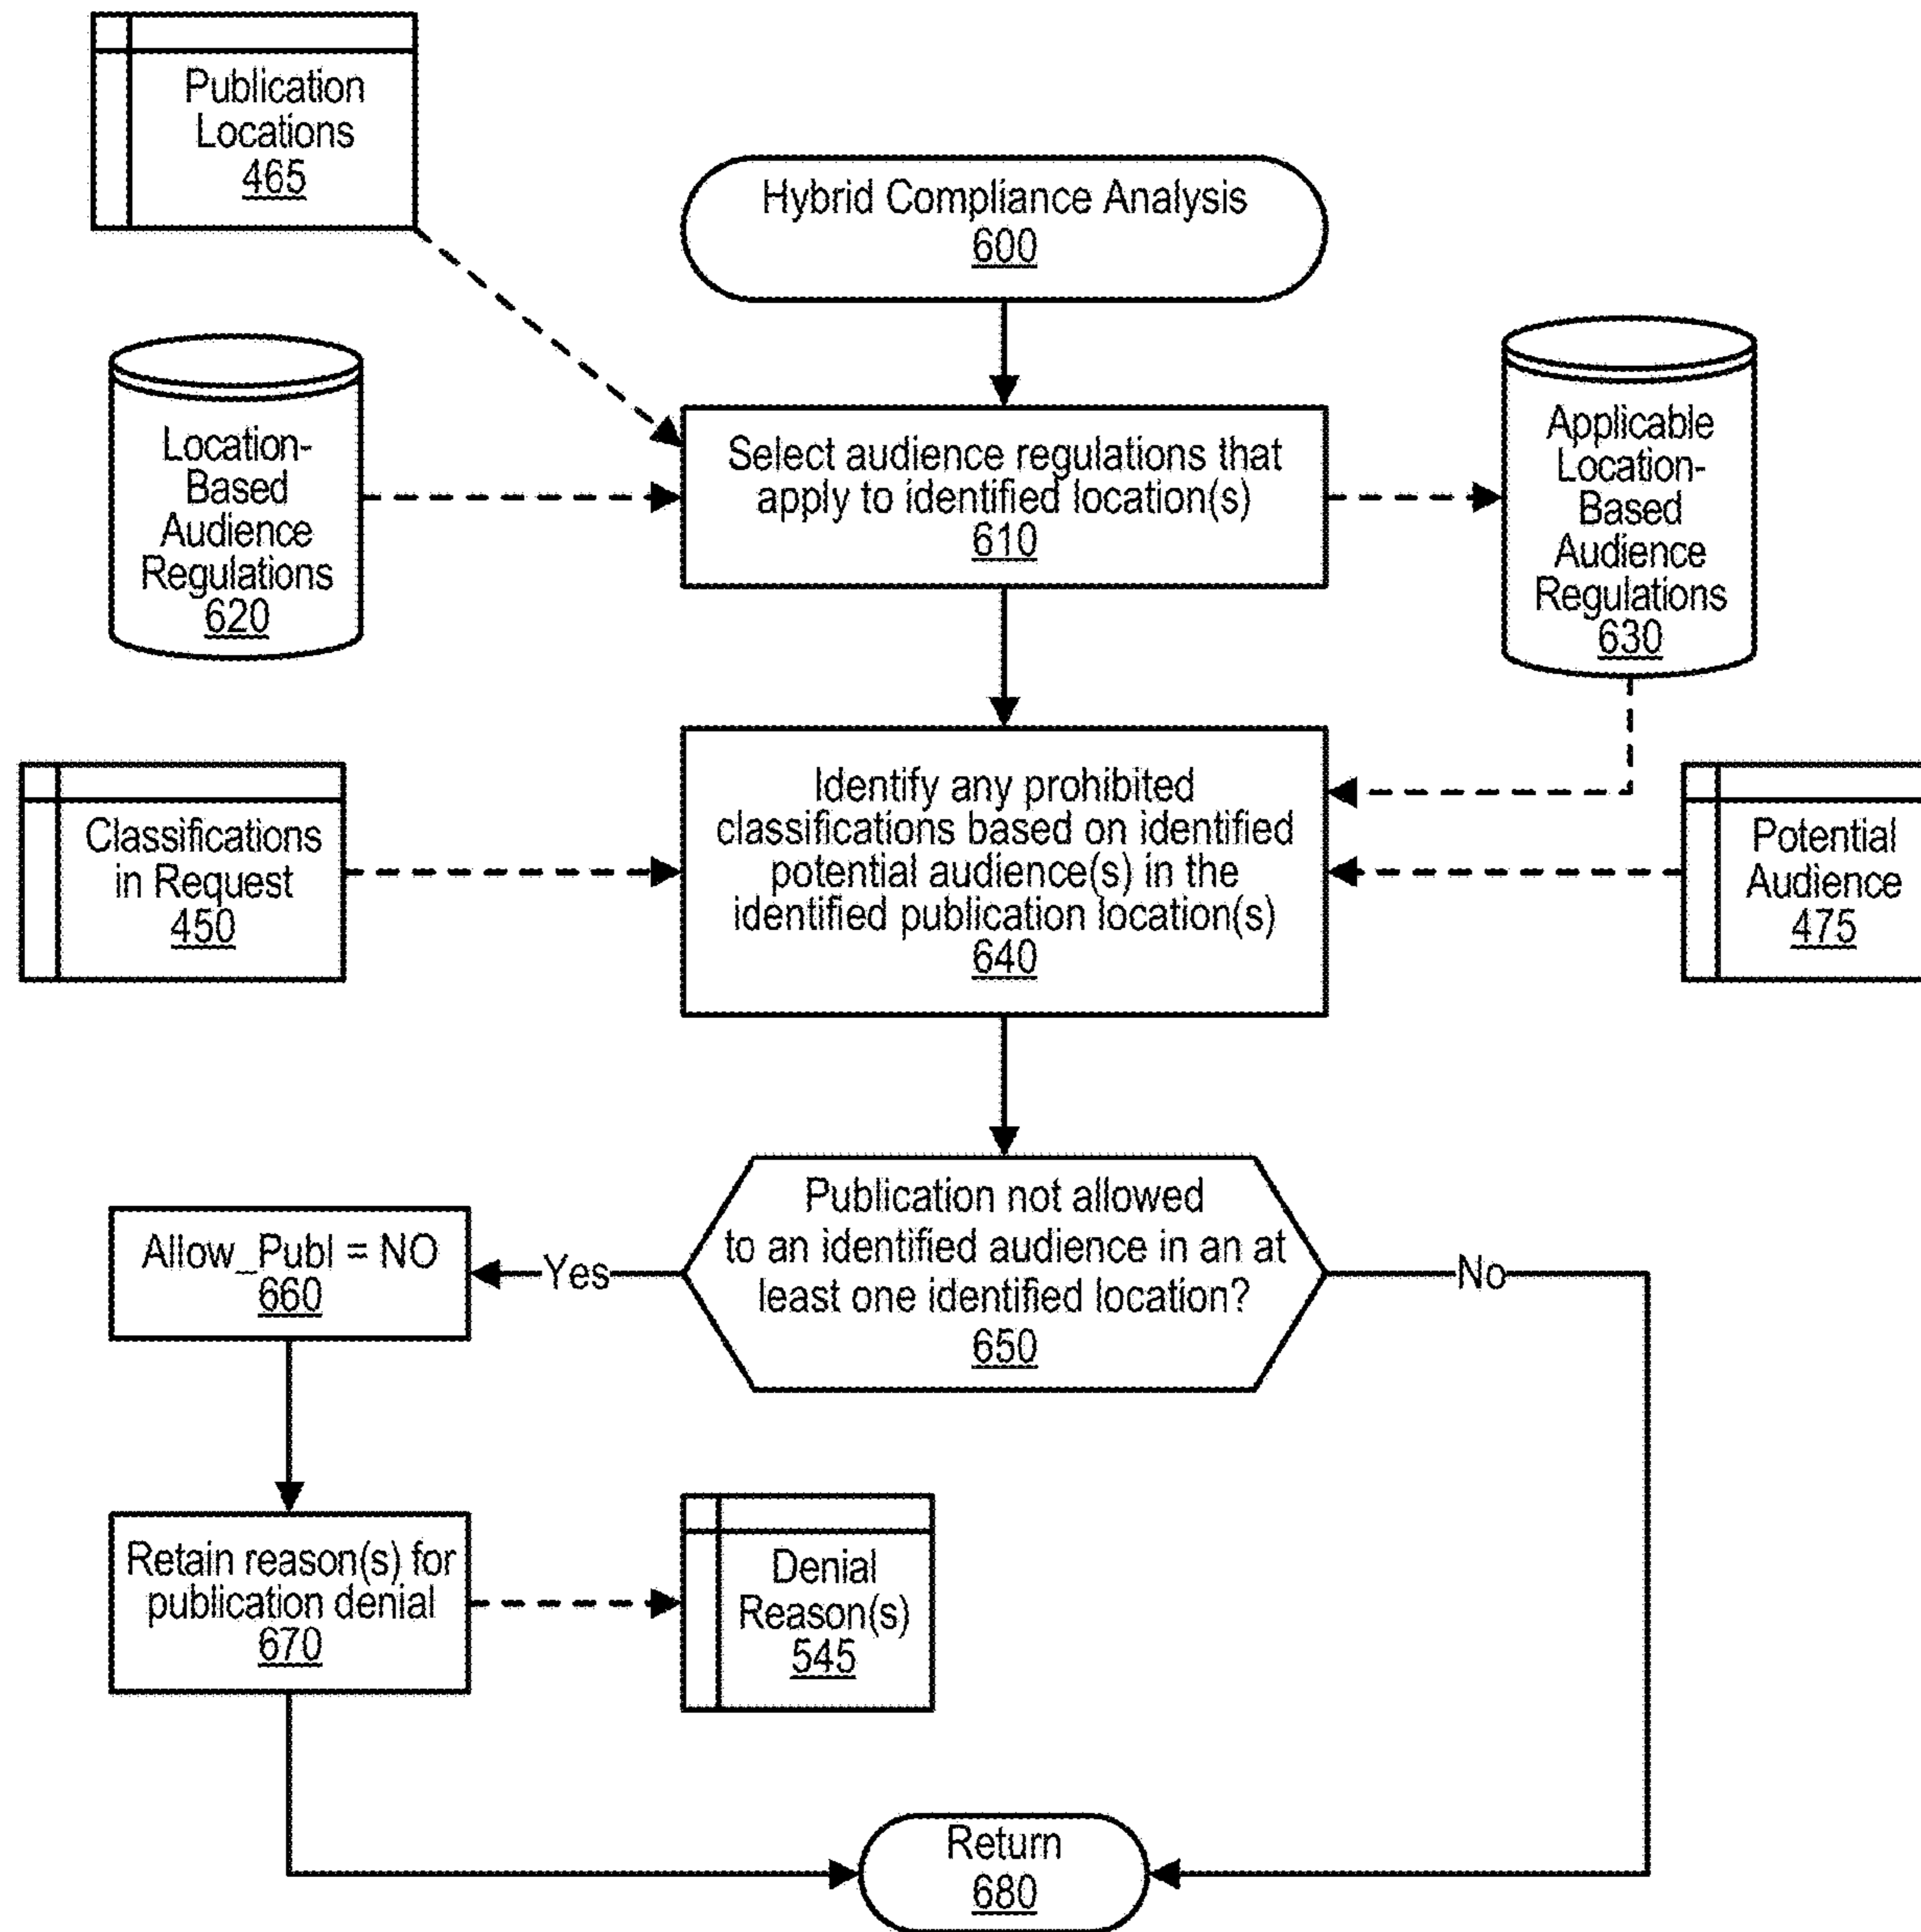 Publication
Locations
465
Hybrid Compliance Analysis
600
Location-
Based
Audience
Regulations
620
Select audience regulations that
apply to identified location(s)
610
Applicable
Location-
Based
Audience
Regulations
630
Classifications
in Request
450
Identify any prohibited
classifications based on identified
potential audience(s) in the
identified publication location(s)
640
Potential
Audience
475
Allow_Publ = NO
660
Yes
Publication not allowed
to an identified audience in an at
least one identified location?
650
No
Retain reason(s) for
publication denial
670
Denial
Reason(s)
545
Return
680